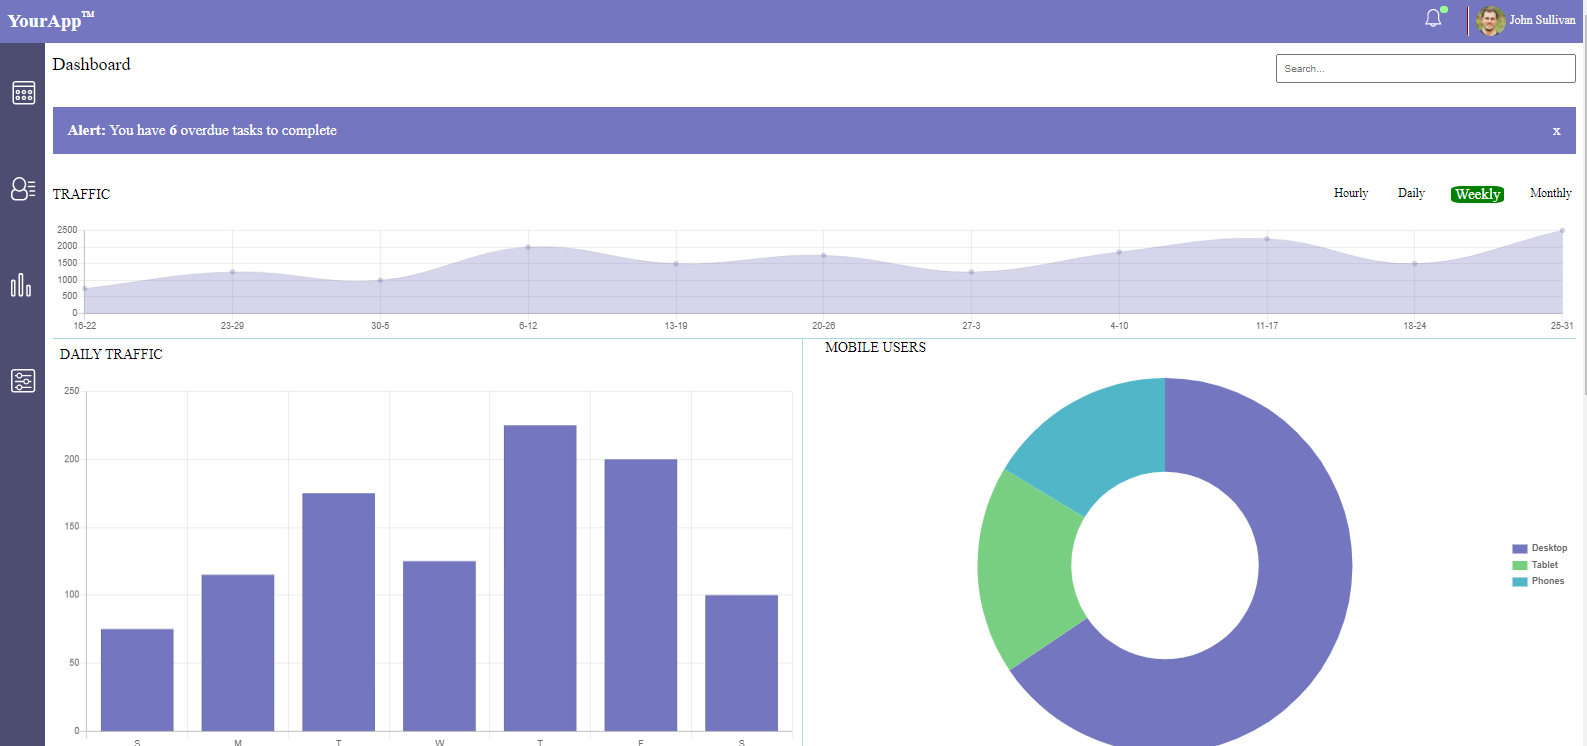 YourApp™
John Sullivan
Dashboard
Search...
Alert: You have 6 overdue tasks to complete
x
TRAFFIC
Hourly Daily Weekly Monthly
2500
2000
1500
1000
500
0
16-22 23-29 30-5 6-12 13-19 20-26 27-3 4-10 11-17 18-24 25-31
DAILY TRAFFIC
250
200
150
100
50
0
S M T W T F S
MOBILE USERS
Desktop
Tablet
Phones